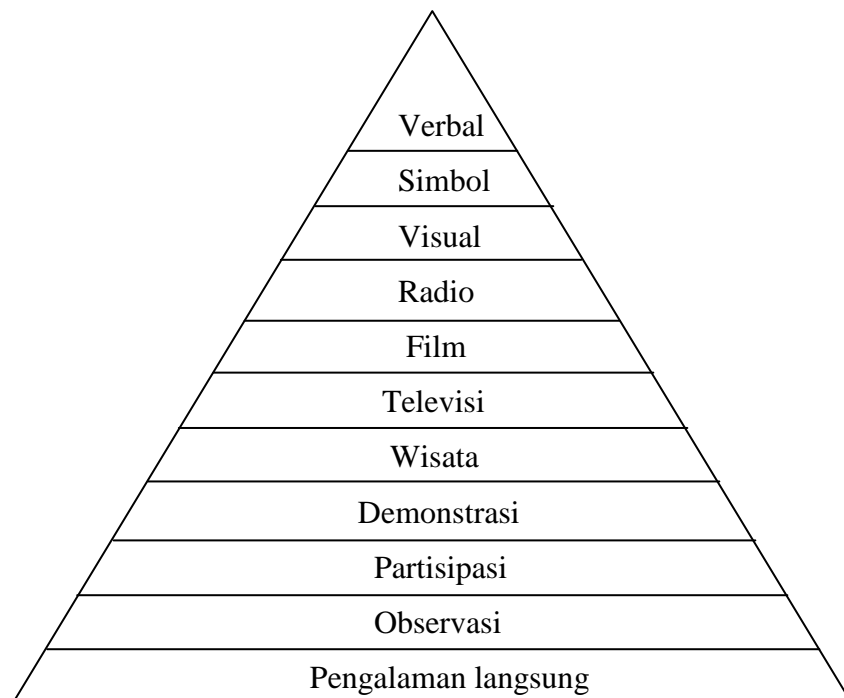 Verbal
Simbol
Visual
Radio
Film
Televisi
Wisata
Demonstrasi
Partisipasi
Observasi
Pengalaman langsung